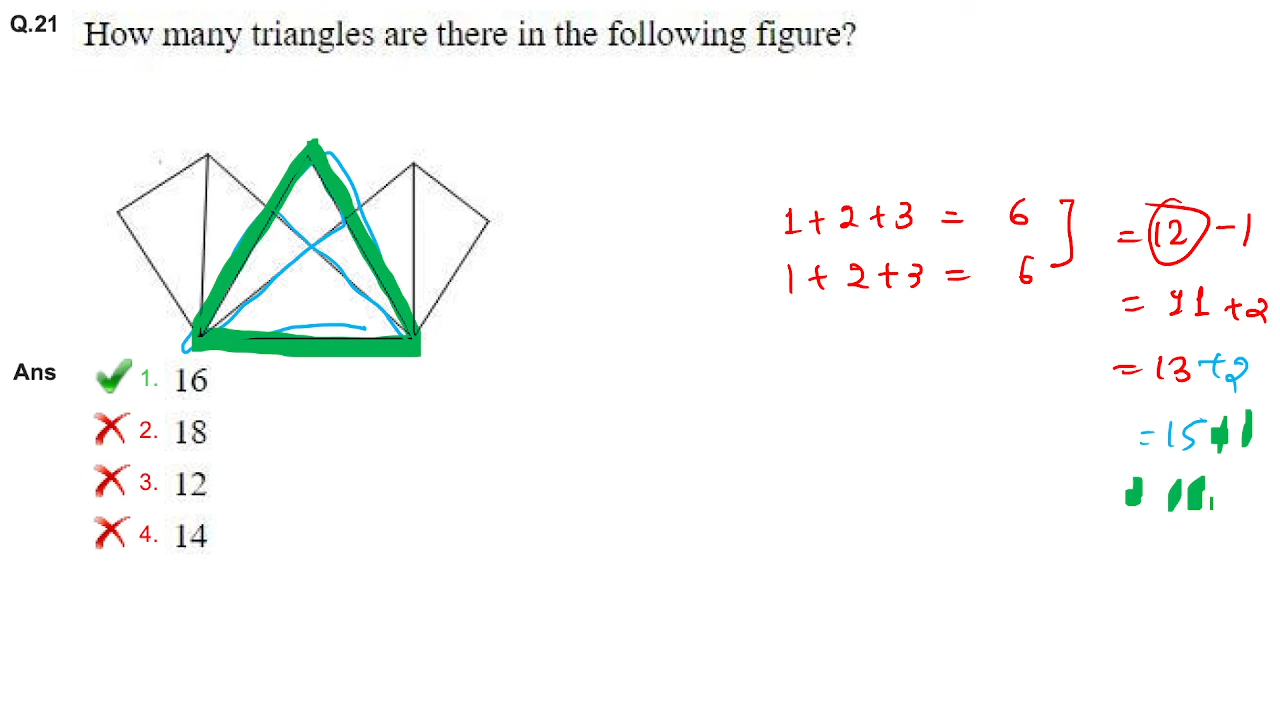 Q.21 How many triangles are there in the following figure?
1+2+3 = 6
1+2+3 = 6
= 12 -1
= 11 +2
= 13 +2
= 15 + 1
Ans 1. 16
2. 18
3. 12
4. 14